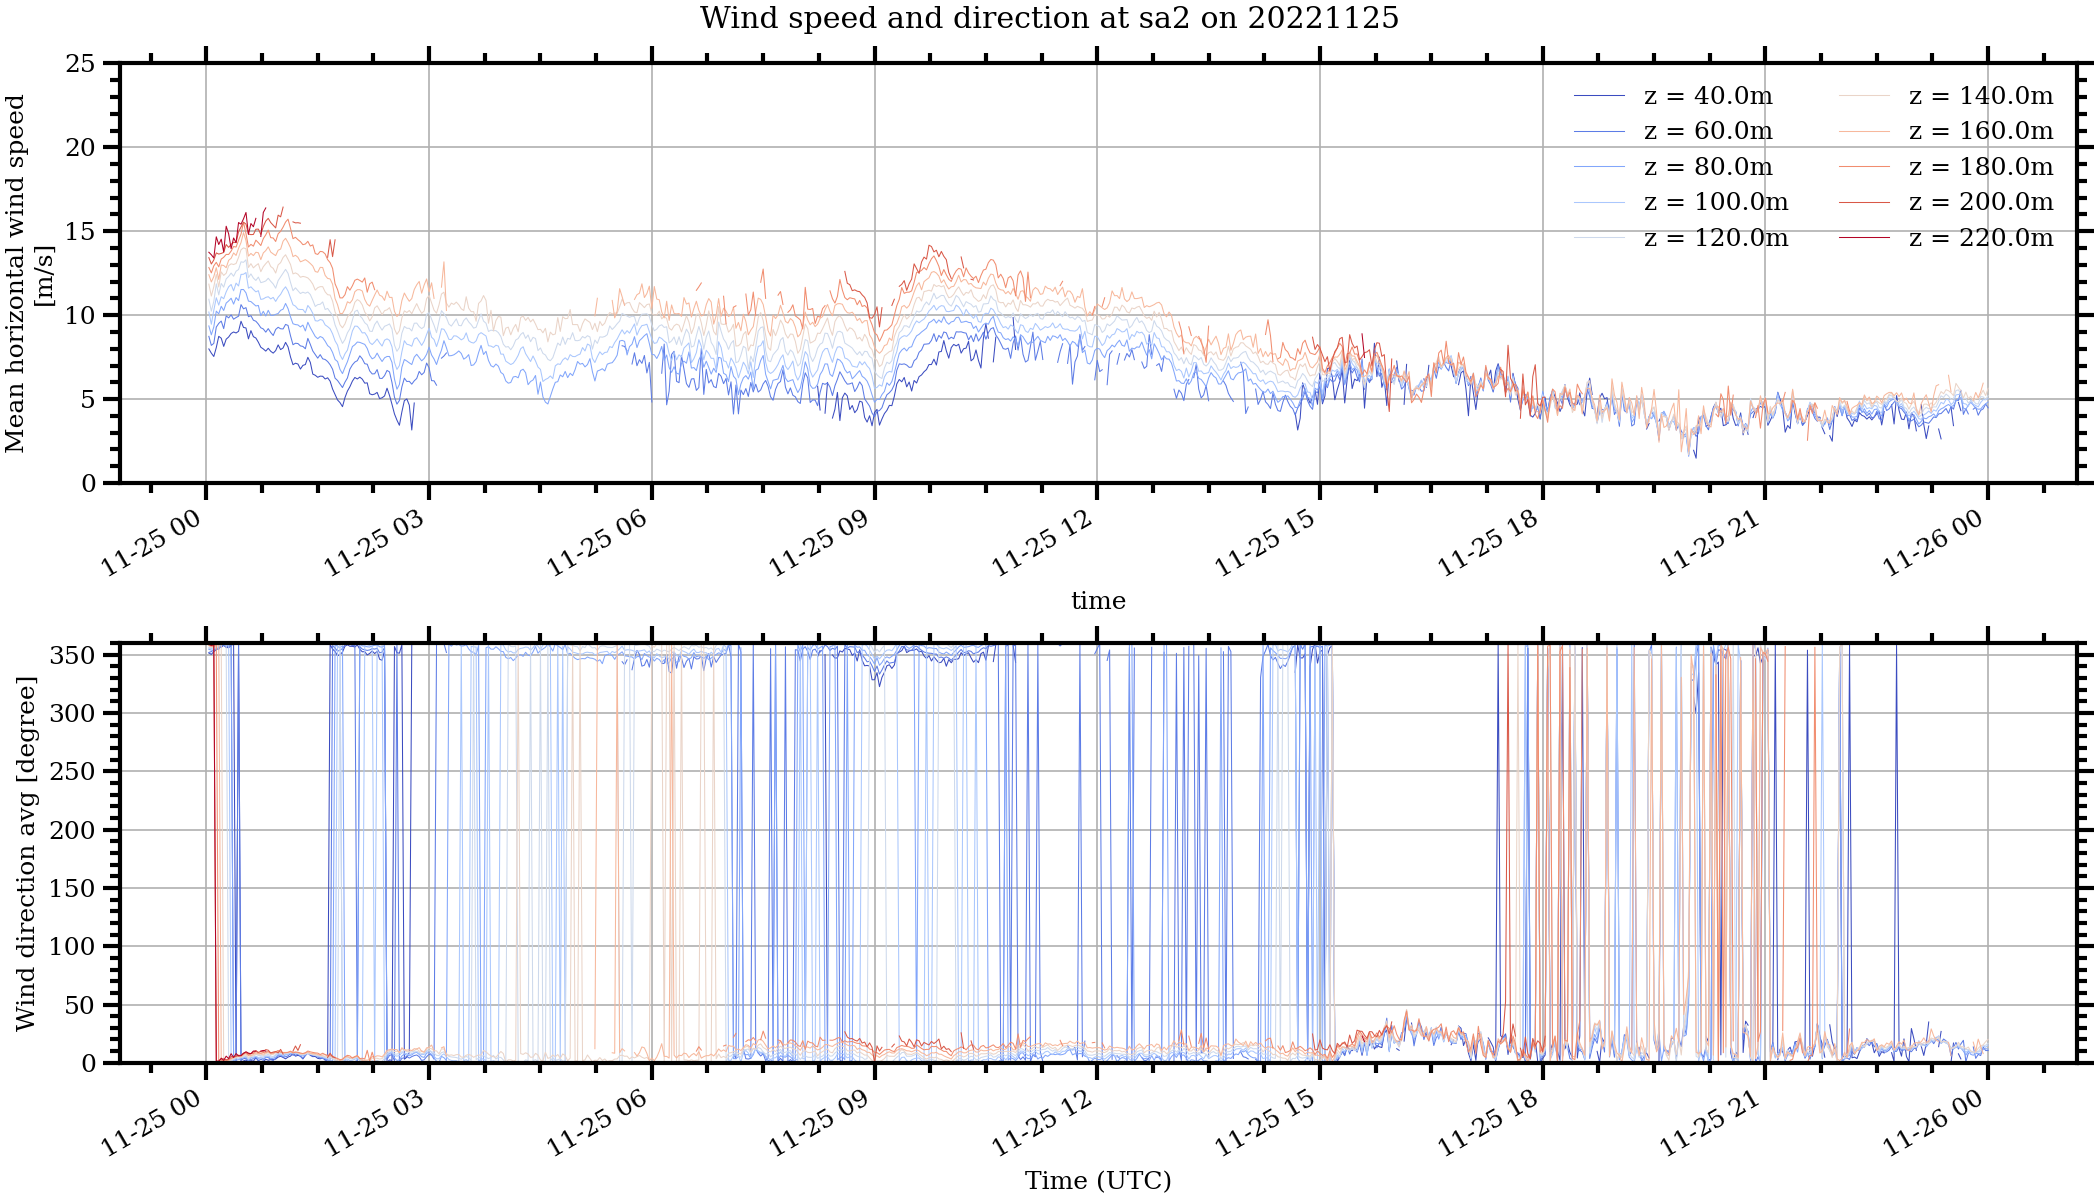 Wind speed and direction at sa2 on 20221125
Mean horizontal wind speed
[m/s]
25
20
15
10
5
0
z = 40.0m
z = 60.0m
z = 80.0m
z = 100.0m
z = 120.0m
z = 140.0m
z = 160.0m
z = 180.0m
z = 200.0m
z = 220.0m
11-25 00
11-25 03
11-25 06
11-25 09
11-25 12
11-25 15
11-25 18
11-25 21
11-26 00
time
Wind direction avg [degree]
350
300
250
200
150
100
50
0
11-25 00
11-25 03
11-25 06
11-25 09
11-25 12
11-25 15
11-25 18
11-25 21
11-26 00
Time (UTC)